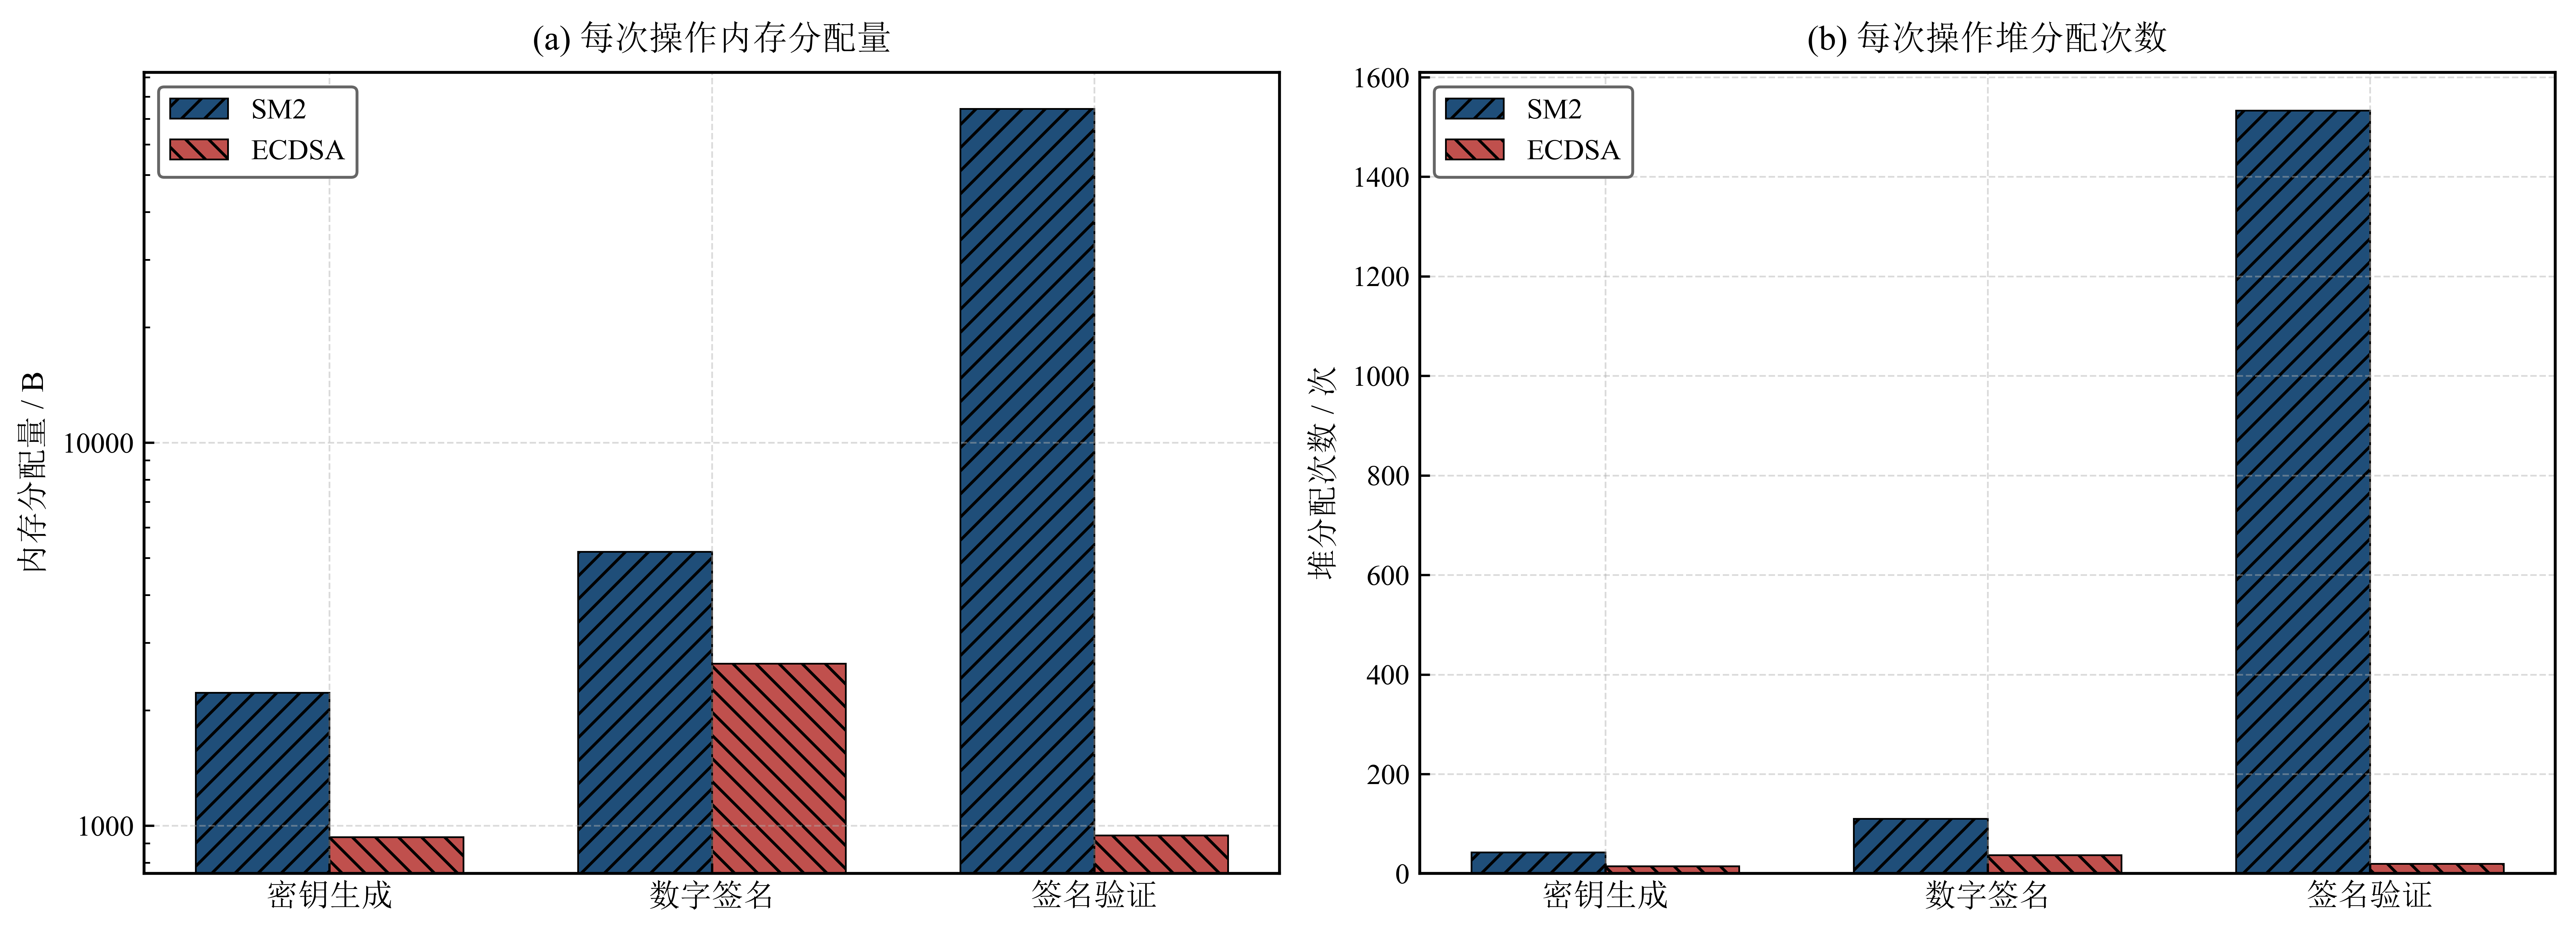 (a) 每次操作内存分配量
SM2
ECDSA
内存分配量 / B
10000
1000
密钥生成
数字签名
签名验证
(b) 每次操作堆分配次数
SM2
ECDSA
堆分配次数 / 次
1600
1400
1200
1000
800
600
400
200
0
密钥生成
数字签名
签名验证